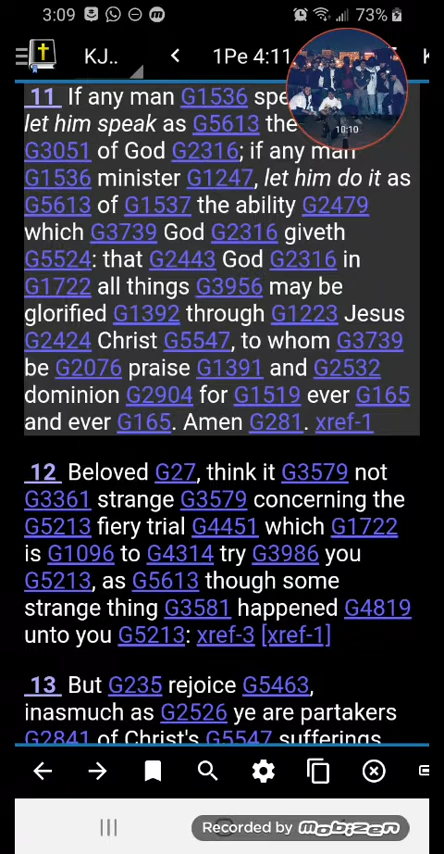 3:09 73%
KJ.. 1Pe 4:11
10:10
11 If any man G1536 spe
let him speak as G5613 the
G3051 of God G2316; if any man
G1536 minister G1247, let him do it as
G5613 of G1537 the ability G2479
which G3739 God G2316 giveth
G5524: that G2443 God G2316 in
G1722 all things G3956 may be
glorified G1392 through G1223 Jesus
G2424 Christ G5547, to whom G3739
be G2076 praise G1391 and G2532
dominion G2904 for G1519 ever G165
and ever G165. Amen G281. xref-1
12 Beloved G27, think it G3579 not
G3361 strange G3579 concerning the
G5213 fiery trial G4451 which G1722
is G1096 to G4314 try G3986 you
G5213, as G5613 though some
strange thing G3581 happened G4819
unto you G5213: xref-3 [xref-1]
13 But G235 rejoice G5463,
inasmuch as G2526 ye are partakers
G2841 of Christ's G5547 sufferings
Recorded by Mobizen